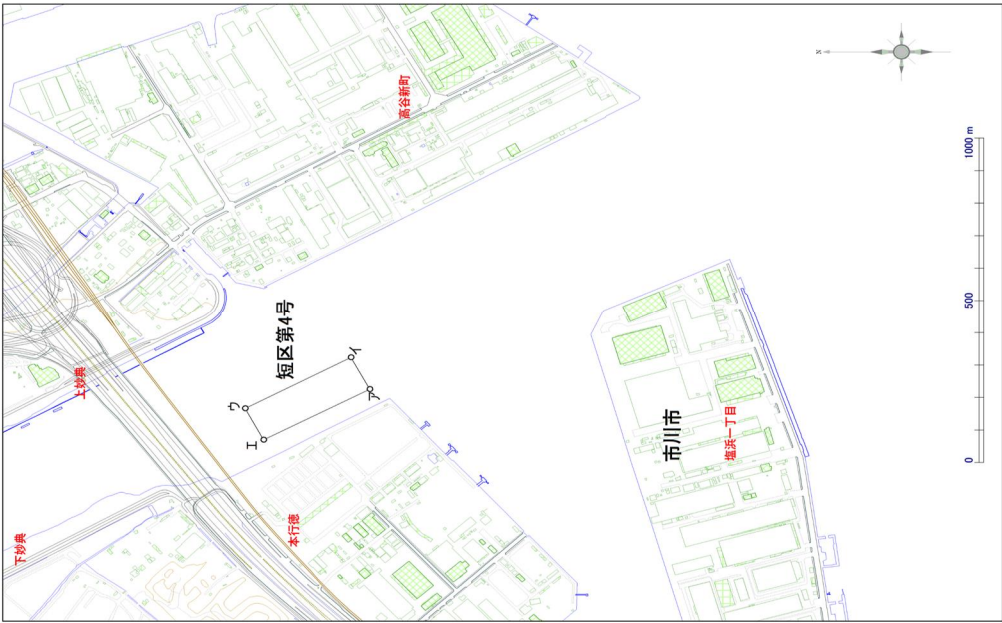 N
高谷新町
上妙典
短区第4号
ウ
イ
エ
ア
下妙典
本行徳
市川市
塩浜一丁目
0
500
1000 m